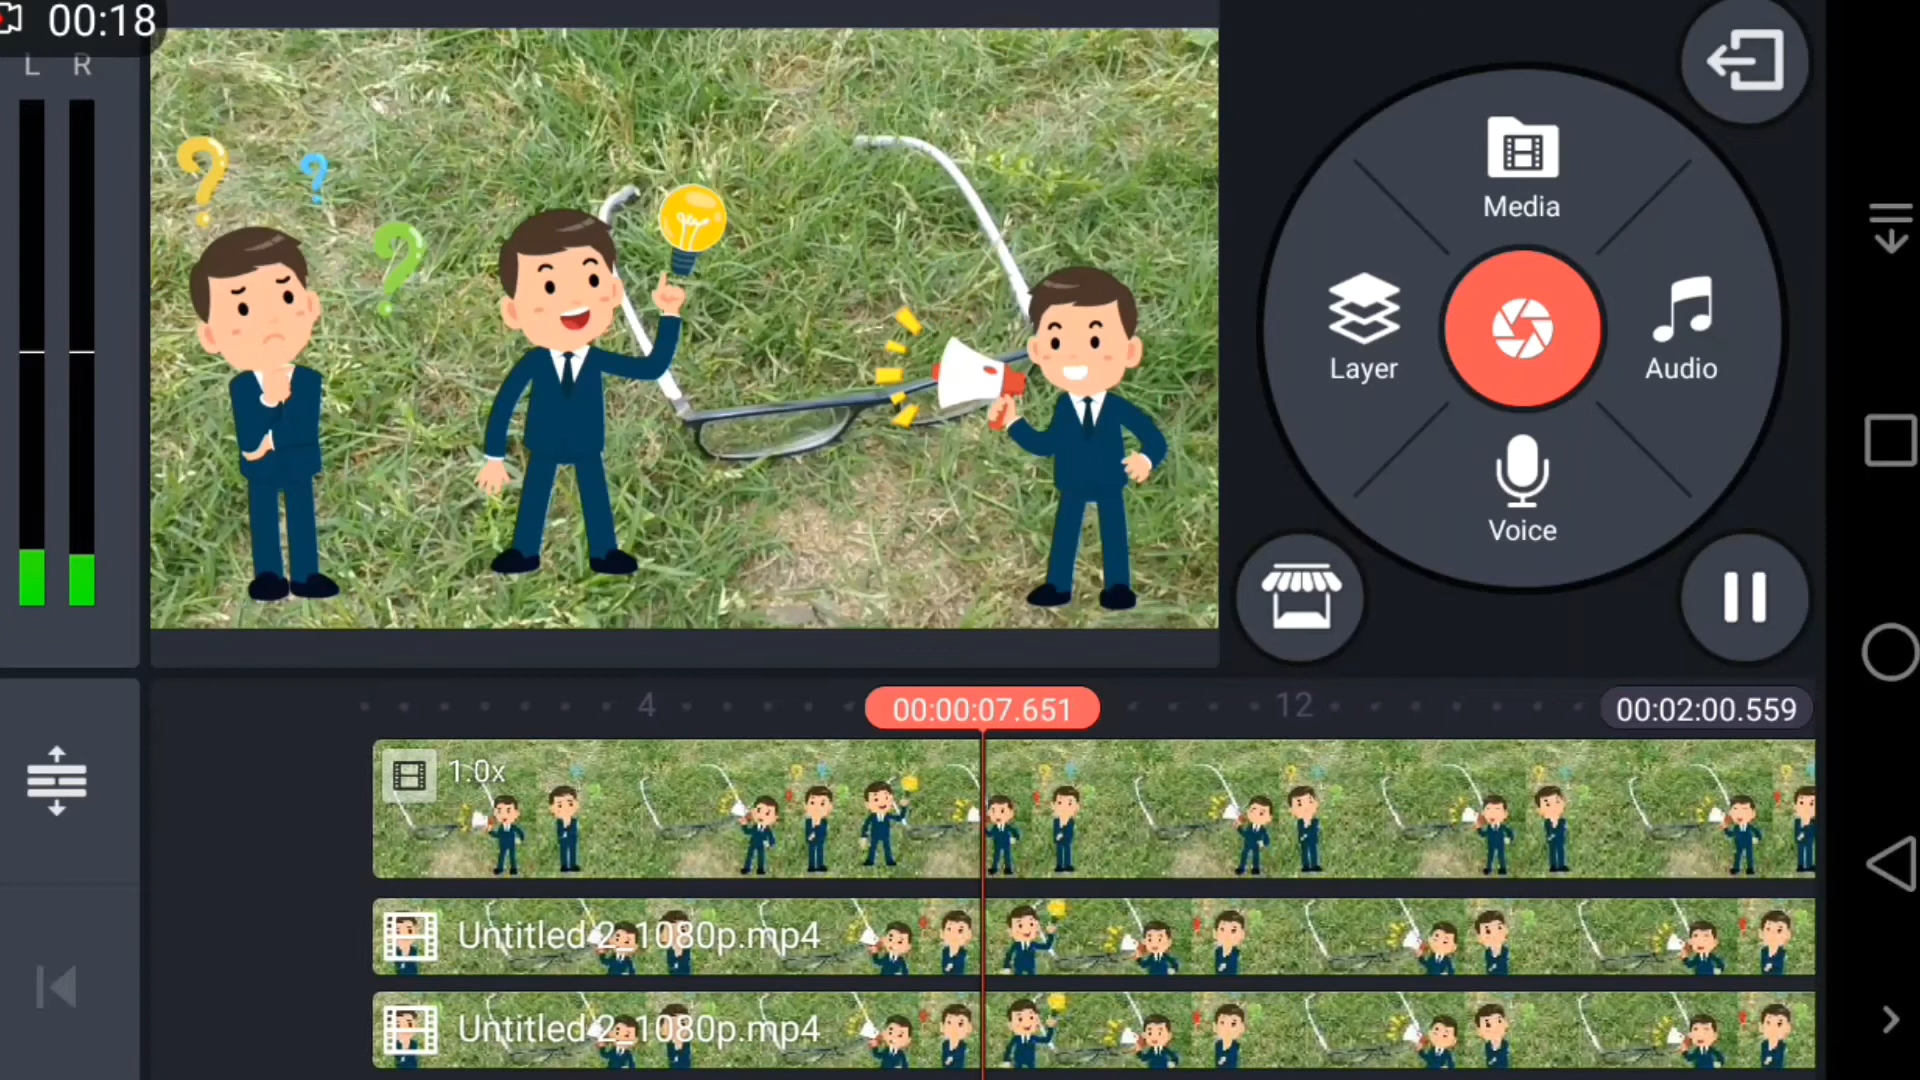 00:18
L R
Media
Layer
Audio
Voice
4
00:00:07.651
12
00:02:00.559
1.0x
Untitled 2_1080p.mp4
Untitled 2_1080p.mp4